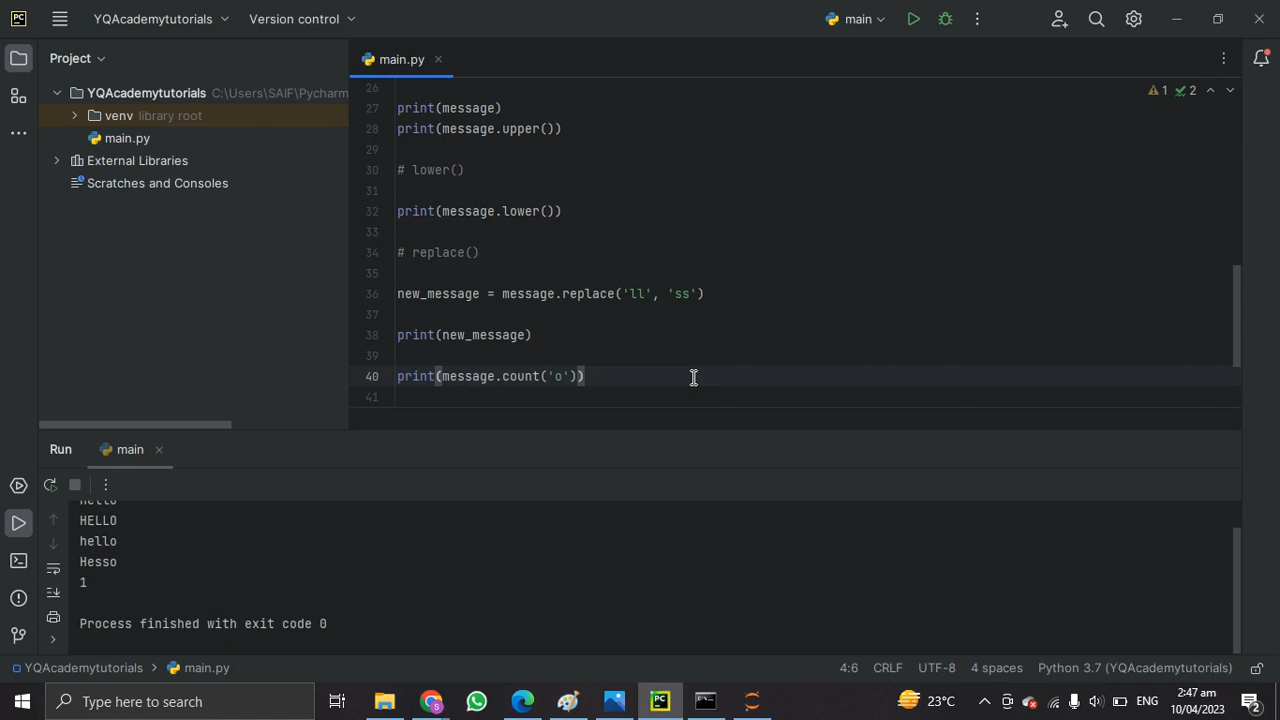 PC YQAcademytutorials Version control main
Project main.py
YQAcademytutorials C:\Users\SAIF\Pycharm
venv library root
main.py
External Libraries
Scratches and Consoles
1 2
26
27 print(message)
28 print(message.upper())
29
30 # lower()
31
32 print(message.lower())
33
34 # replace()
35
36 new_message = message.replace('ll', 'ss')
37
38 print(new_message)
39
40 print(message.count('o'))
41
Run main
Hello
HELLO
hello
Hesso
1
Process finished with exit code 0
YQAcademytutorials main.py 4:6 CRLF UTF-8 4 spaces Python 3.7 (YQAcademytutorials)
Type here to search S PC 23°C ENG 2:47 am
10/04/2023 2